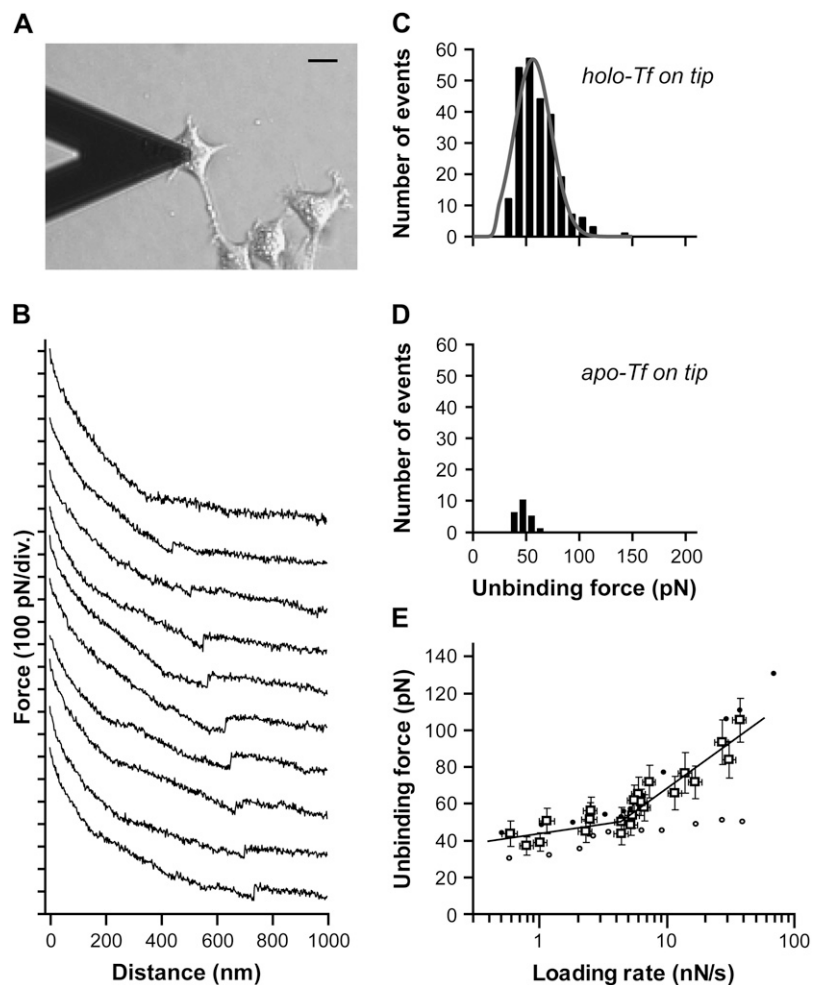 A
B
Force (100 pN/div.)
0 200 400 600 800 1000
Distance (nm)
C
Number of events
60
50
40
30
20
10
0
holo-Tf on tip
D
Number of events
60
50
40
30
20
10
0
apo-Tf on tip
0 50 100 150 200
Unbinding force (pN)
E
Unbinding force (pN)
140
120
100
80
60
40
20
0
1 10 100
Loading rate (nN/s)